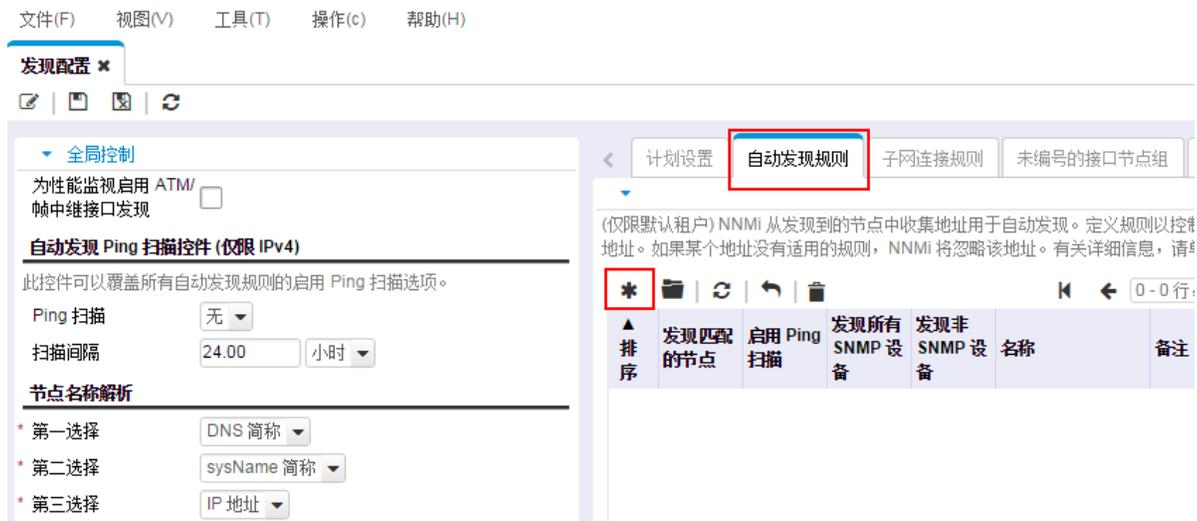 文件(F) 视图(V) 工具(T) 操作(c) 帮助(H)
发现配置
全局控制
为性能监视启用 ATM/
帧中继接口发现
自动发现 Ping 扫描控件 (仅限 IPv4)
此控件可以覆盖所有自动发现规则的启用 Ping 扫描选项。
Ping 扫描 无
扫描间隔 24.00 小时
节点名称解析
* 第一选择 DNS 简称
* 第二选择 sysName 简称
* 第三选择 IP 地址
计划设置 自动发现规则 子网连接规则 未编号的接口节点组
(仅限默认租户) NNMi 从发现到的节点中收集地址用于自动发现。定义规则以控
地址。如果某个地址没有适用的规则，NNMi 将忽略该地址。有关详细信息，请
0 - 0 行
▲
排
序
发现匹配
的节点
启用 Ping
扫描
发现所有
SNMP 设
备
发现非
SNMP 设
备
名称
备注